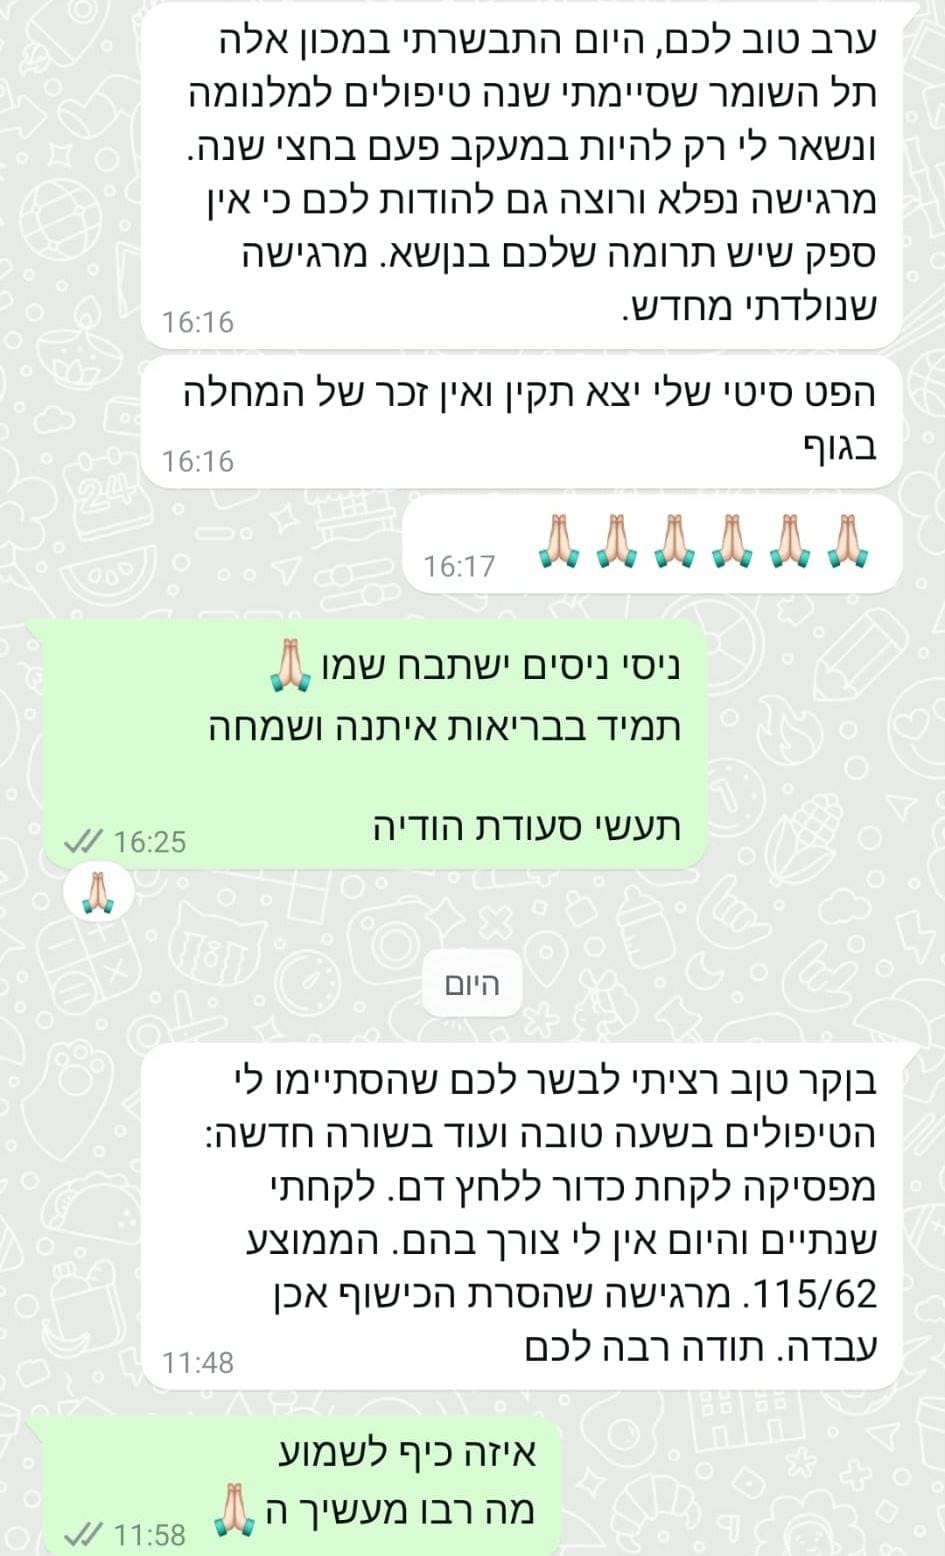 ערב טוב לכם, היום התבשרתי במכון אלה
תל השומר שסיימתי שנה טיפולים למלנומה
ונשאר לי רק להיות במעקב פעם בחצי שנה.
מרגישה נפלא ורוצה גם להודות לכם כי אין
ספק שיש תרומה שלכם בנןשא. מרגישה
שנולדתי מחדש.
16:16
הפט סיטי שלי יצא תקין ואין זכר של המחלה
בגוף
16:16
🙏🏻🙏🏻🙏🏻🙏🏻🙏🏻🙏🏻
16:17
ניסי ניסים ישתבח שמו🙏🏻
תמיד בבריאות איתנה ושמחה
תעשי סעודת הודיה
16:25
🙏🏻
היום
בןקר טןב רציתי לבשר לכם שהסתיימו לי
הטיפולים בשעה טובה ועוד בשורה חדשה:
מפסיקה לקחת כדור ללחץ דם. לקחתי
שנתיים והיום אין לי צורך בהם. הממוצע
115/62. מרגישה שהסרת הכישוף אכן
עבדה. תודה רבה לכם
11:48
איזה כיף לשמוע
מה רבו מעשיך ה🙏🏻
11:58